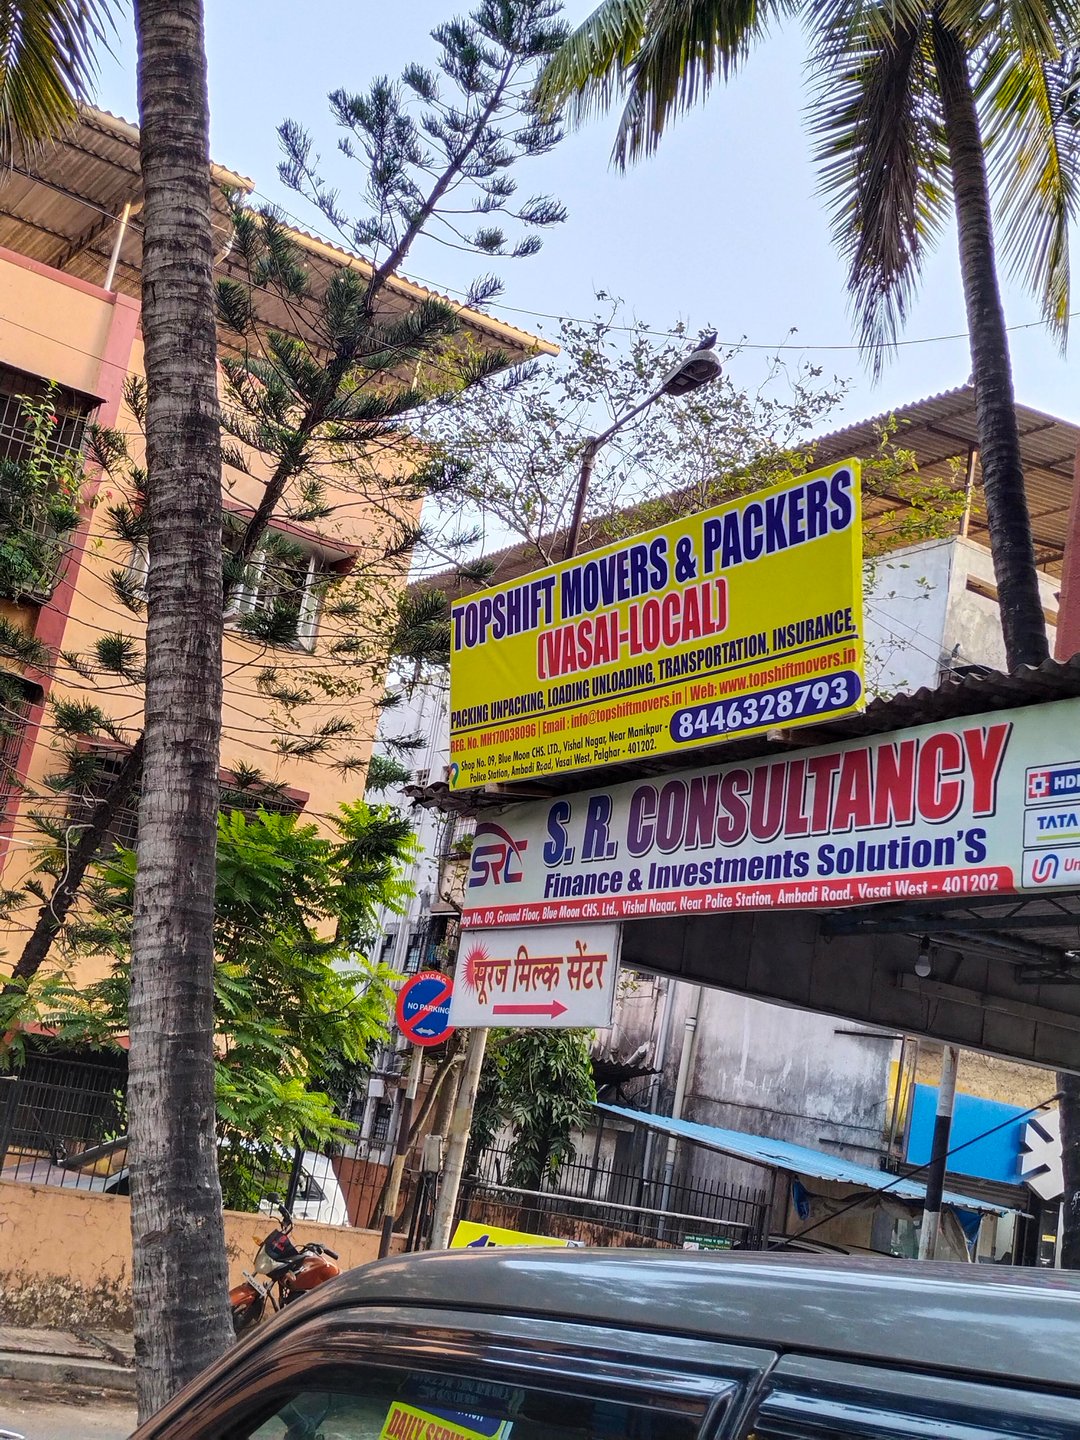 TOPSHIFT MOVERS & PACKERS
(VASAI-LOCAL)
PACKING UNPACKING, LOADING UNLOADING, TRANSPORTATION, INSURANCE,
REG. No. MH170038096 | Email : info@topshiftmovers.in | Web: www.topshiftmovers.in
Shop No. 09, Blue Moon CHS. LTD., Vishal Nagar, Near Manikpur -
Police Station, Ambadi Road, Vasai West, Palghar - 401202.
8446328793
SRC
S. R. CONSULTANCY
Finance & Investments Solution'S
Shop No. 09, Ground Floor, Blue Moon CHS. Ltd., Vishal Nagar, Near Police Station, Ambadi Road, Vasai West - 401202
HDF
TATA
Un
सूरज मिल्क सेंटर
NO PARKING
DAILY SERVIC